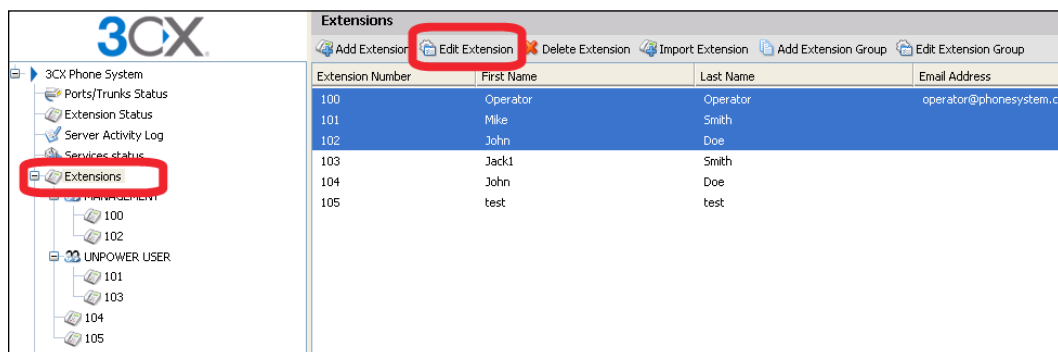 3CX
Extensions
Add Extension Edit Extension Delete Extension Import Extension Add Extension Group Edit Extension Group
Extension Number First Name Last Name Email Address
100 Operator Operator operator@phonesystem.c
101 Mike Smith
102 John Doe
103 Jack1 Smith
104 John Doe
105 test test
3CX Phone System
Ports/Trunks Status
Extension Status
Server Activity Log
Services status
Extensions
MANAGEMENT
100
102
UNPOWER USER
101
103
104
105